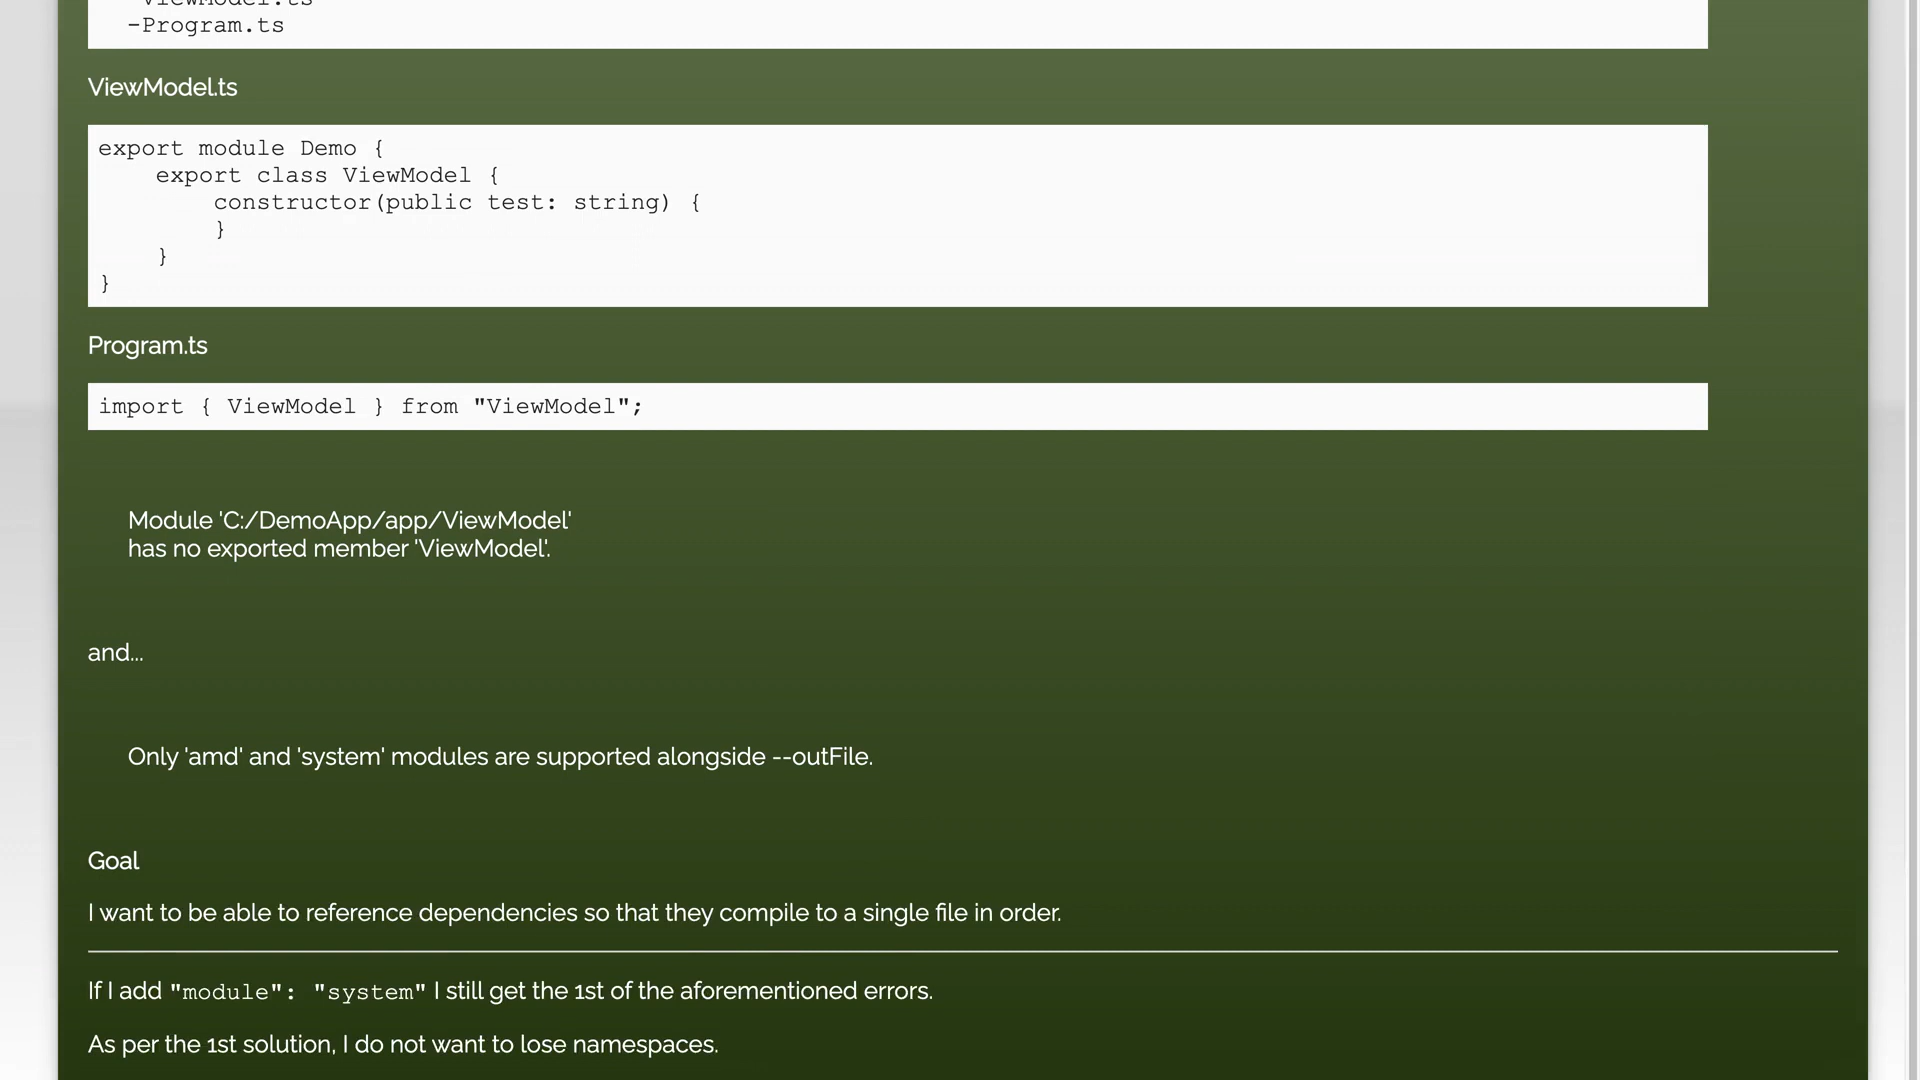 -Program.ts
ViewModel.ts
export module Demo {
    export class ViewModel {
        constructor(public test: string) {
        }
    }
}
Program.ts
import { ViewModel } from "ViewModel";
Module 'C:/DemoApp/app/ViewModel'
has no exported member 'ViewModel'.
and...
Only 'amd' and 'system' modules are supported alongside --outFile.
Goal
I want to be able to reference dependencies so that they compile to a single file in order.
If I add "module": "system" I still get the 1st of the aforementioned errors.
As per the 1st solution, I do not want to lose namespaces.